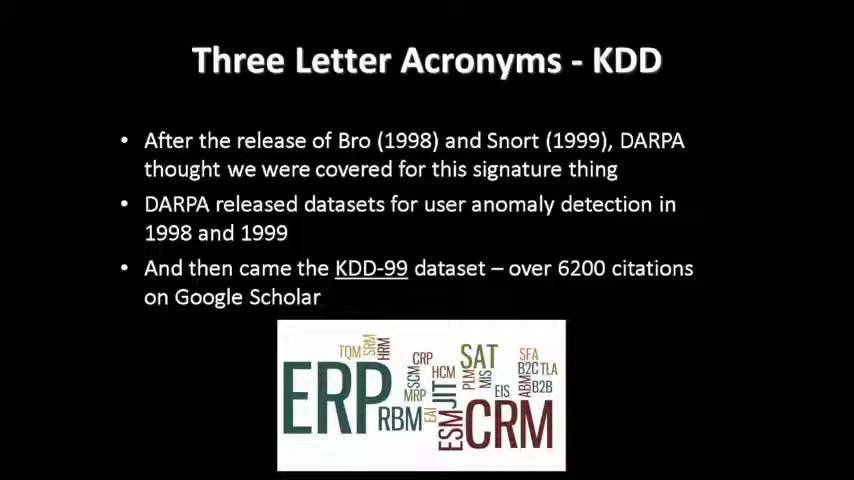 Three Letter Acronyms - KDD
• After the release of Bro (1998) and Snort (1999), DARPA
thought we were covered for this signature thing
• DARPA released datasets for user anomaly detection in
1998 and 1999
• And then came the KDD-99 dataset – over 6200 citations
on Google Scholar
TQM
SRM
HRM
ERP
RBM
CRP
SCM
HCM
MRP
EAI
JIT
ESM
SAT
PLM
MIS
EIS
CRM
SFA
B2C
TLA
ABM
B2B